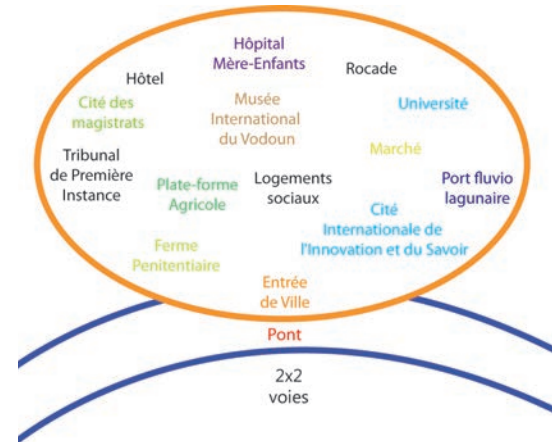 Hôpital
Mère-Enfants
Hôtel
Rocade
Cité des
magistrats
Musée
International
du Vodoun
Université
Marché
Tribunal
de Première
Instance
Plate-forme
Agricole
Logements
sociaux
Port fluvio
lagunaire
Cité
Internationale de
l'Innovation et du Savoir
Ferme
Penitentiaire
Entrée
de Ville
Pont
2x2
voies